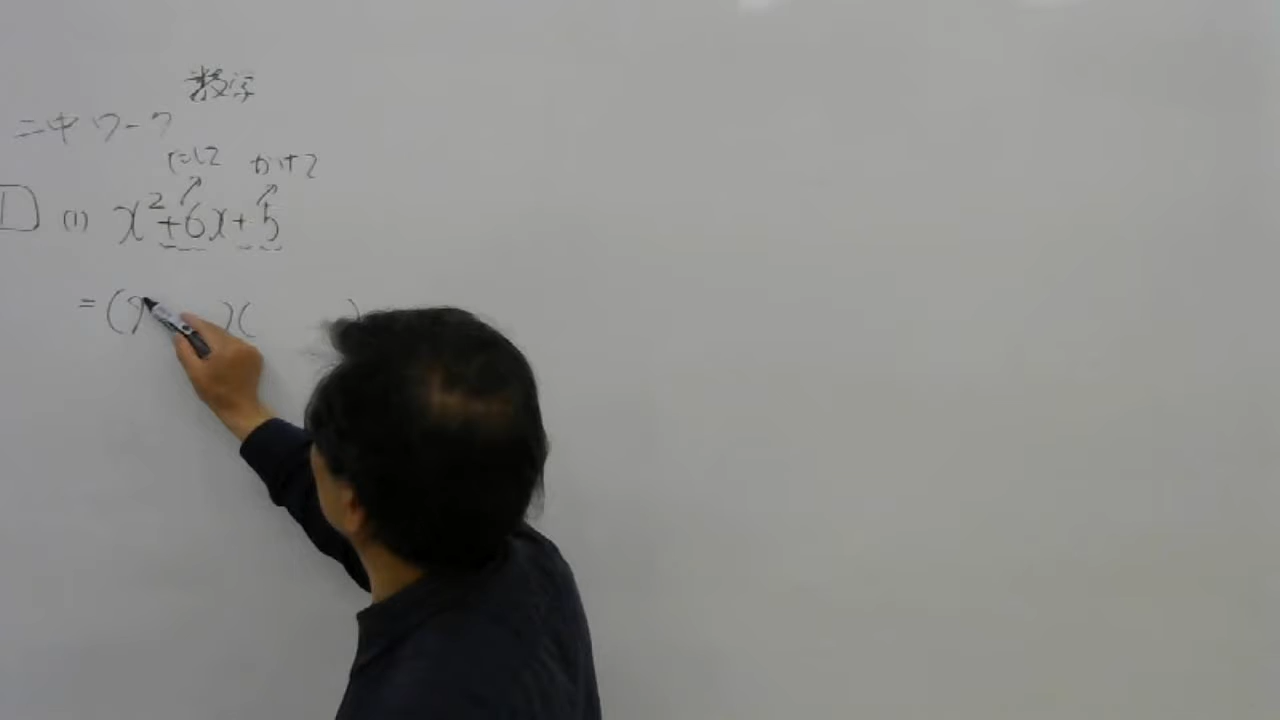 数学
二中ワーク
たして かけて
1 (1) x²+6x+5
=(x )( )